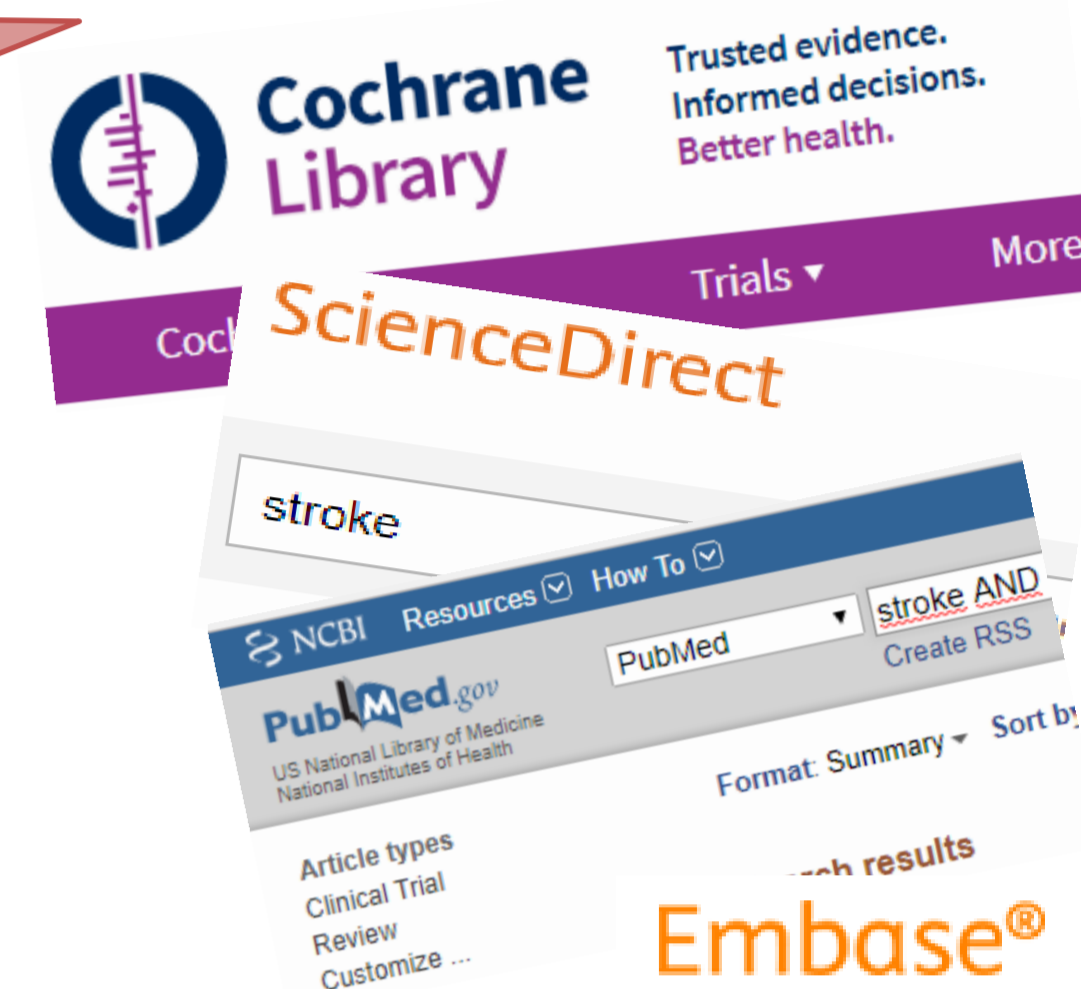 Cochrane
Library
Trusted evidence.
Informed decisions.
Better health.
Trials
More
ScienceDirect
stroke
NCBI Resources How To
PubMed
stroke AND
Create RSS
PubMed.gov
US National Library of Medicine
National Institutes of Health
Format: Summary
Sort by
Article types
Clinical Trial
Review
Customize ...
results
Embase®